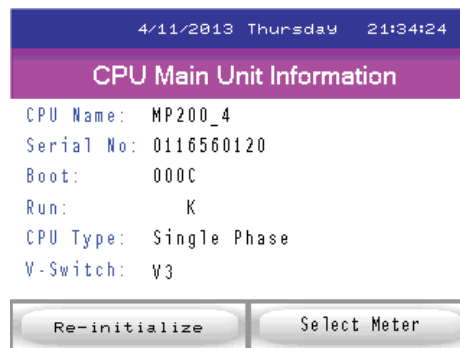 4/11/2013 Thursday 21:34:24
CPU Main Unit Information
CPU Name: MP200_4
Serial No: 0116560120
Boot: 000C
Run: K
CPU Type: Single Phase
V-Switch: V3
Re-initialize Select Meter